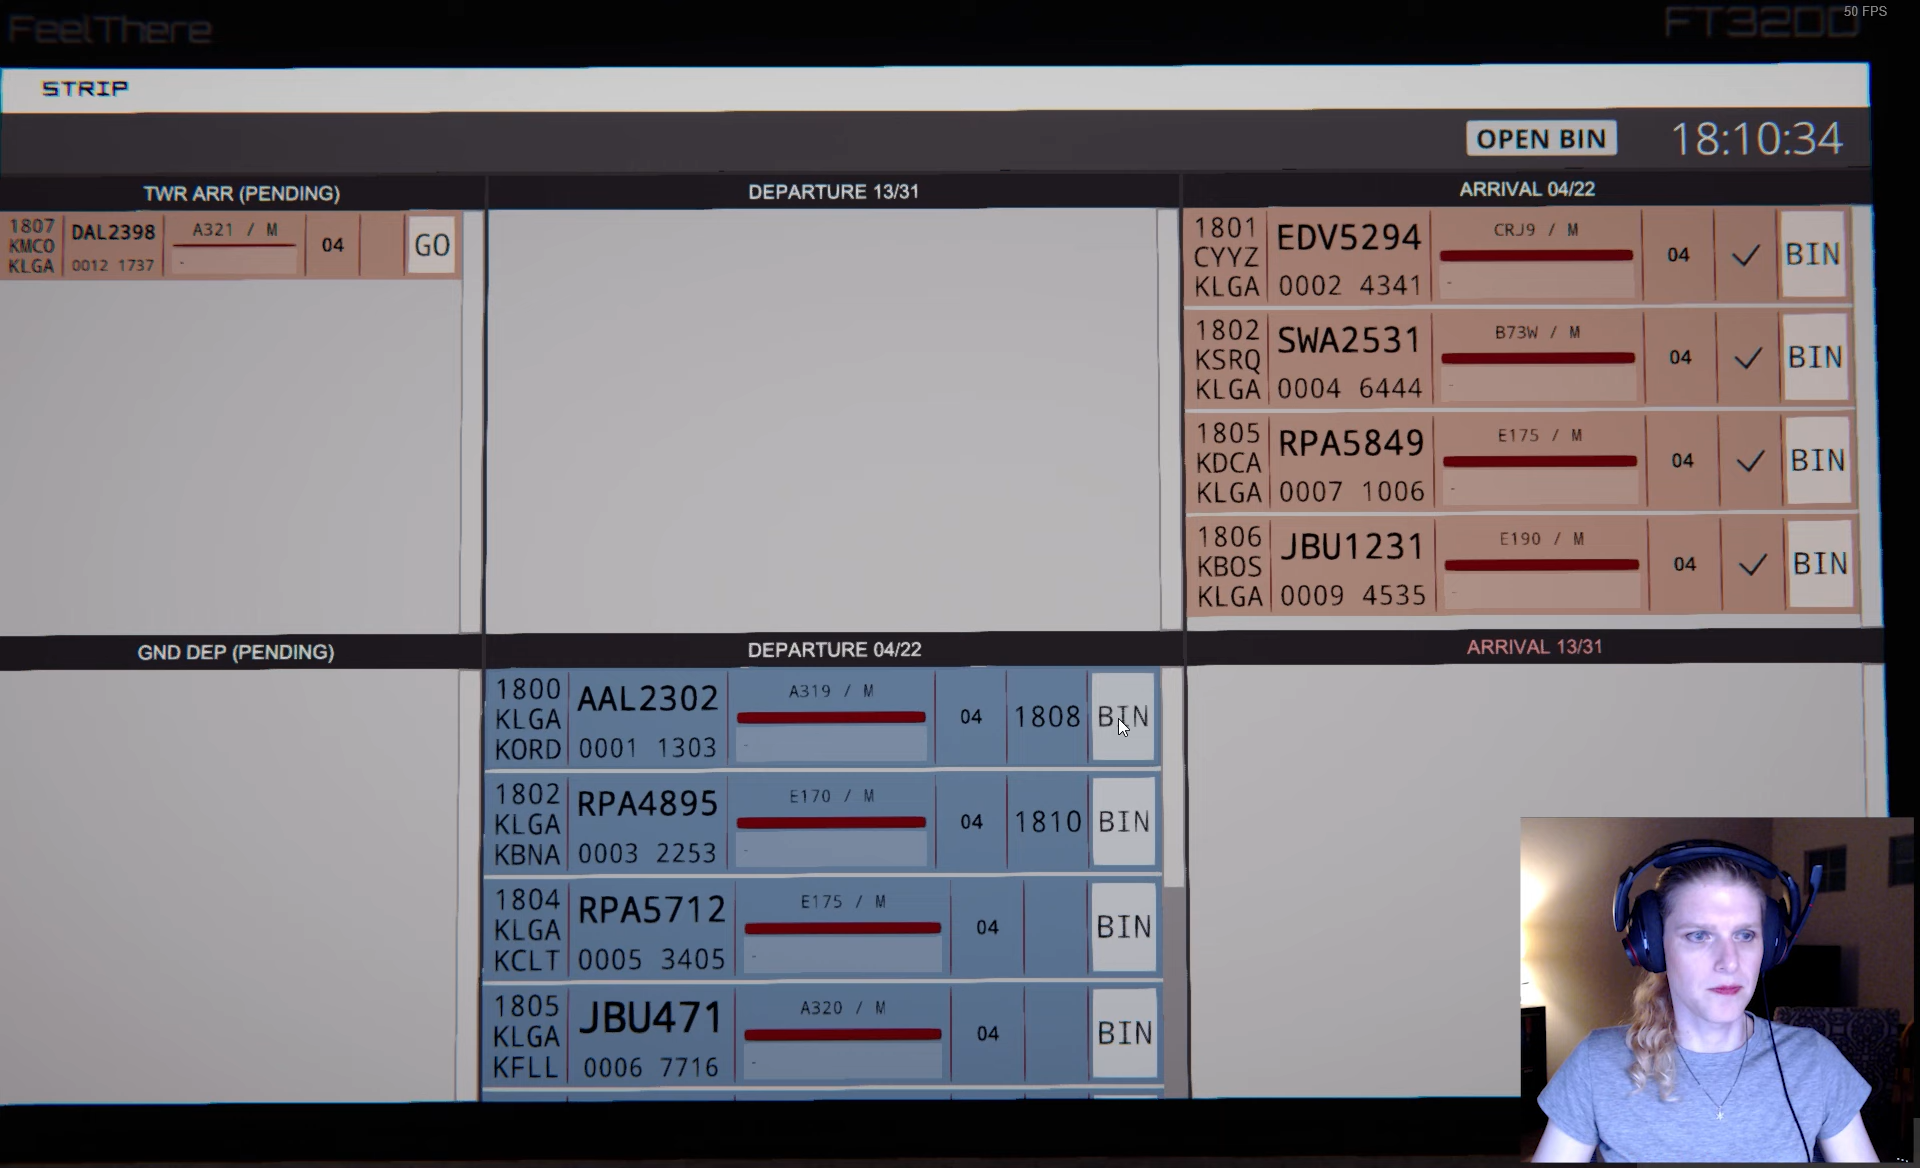 FeelThere
FT3200
50 FPS
STRIP
OPEN BIN
18:10:34
TWR ARR (PENDING)
1807
KMCO
KLGA
DAL2398
0012 1737
A321 / M
-
04
GO
DEPARTURE 13/31
ARRIVAL 04/22
1801
CYYZ
KLGA
EDV5294
0002 4341
CRJ9 / M
-
04
BIN
1802
KSRQ
KLGA
SWA2531
0004 6444
B73W / M
-
04
BIN
1805
KDCA
KLGA
RPA5849
0007 1006
E175 / M
-
04
BIN
1806
KBOS
KLGA
JBU1231
0009 4535
E190 / M
-
04
BIN
GND DEP (PENDING)
DEPARTURE 04/22
1800
KLGA
KORD
AAL2302
0001 1303
A319 / M
-
04
1808
BIN
1802
KLGA
KBNA
RPA4895
0003 2253
E170 / M
-
04
1810
BIN
1804
KLGA
KCLT
RPA5712
0005 3405
E175 / M
-
04
BIN
1805
KLGA
KFLL
JBU471
0006 7716
A320 / M
-
04
BIN
ARRIVAL 13/31